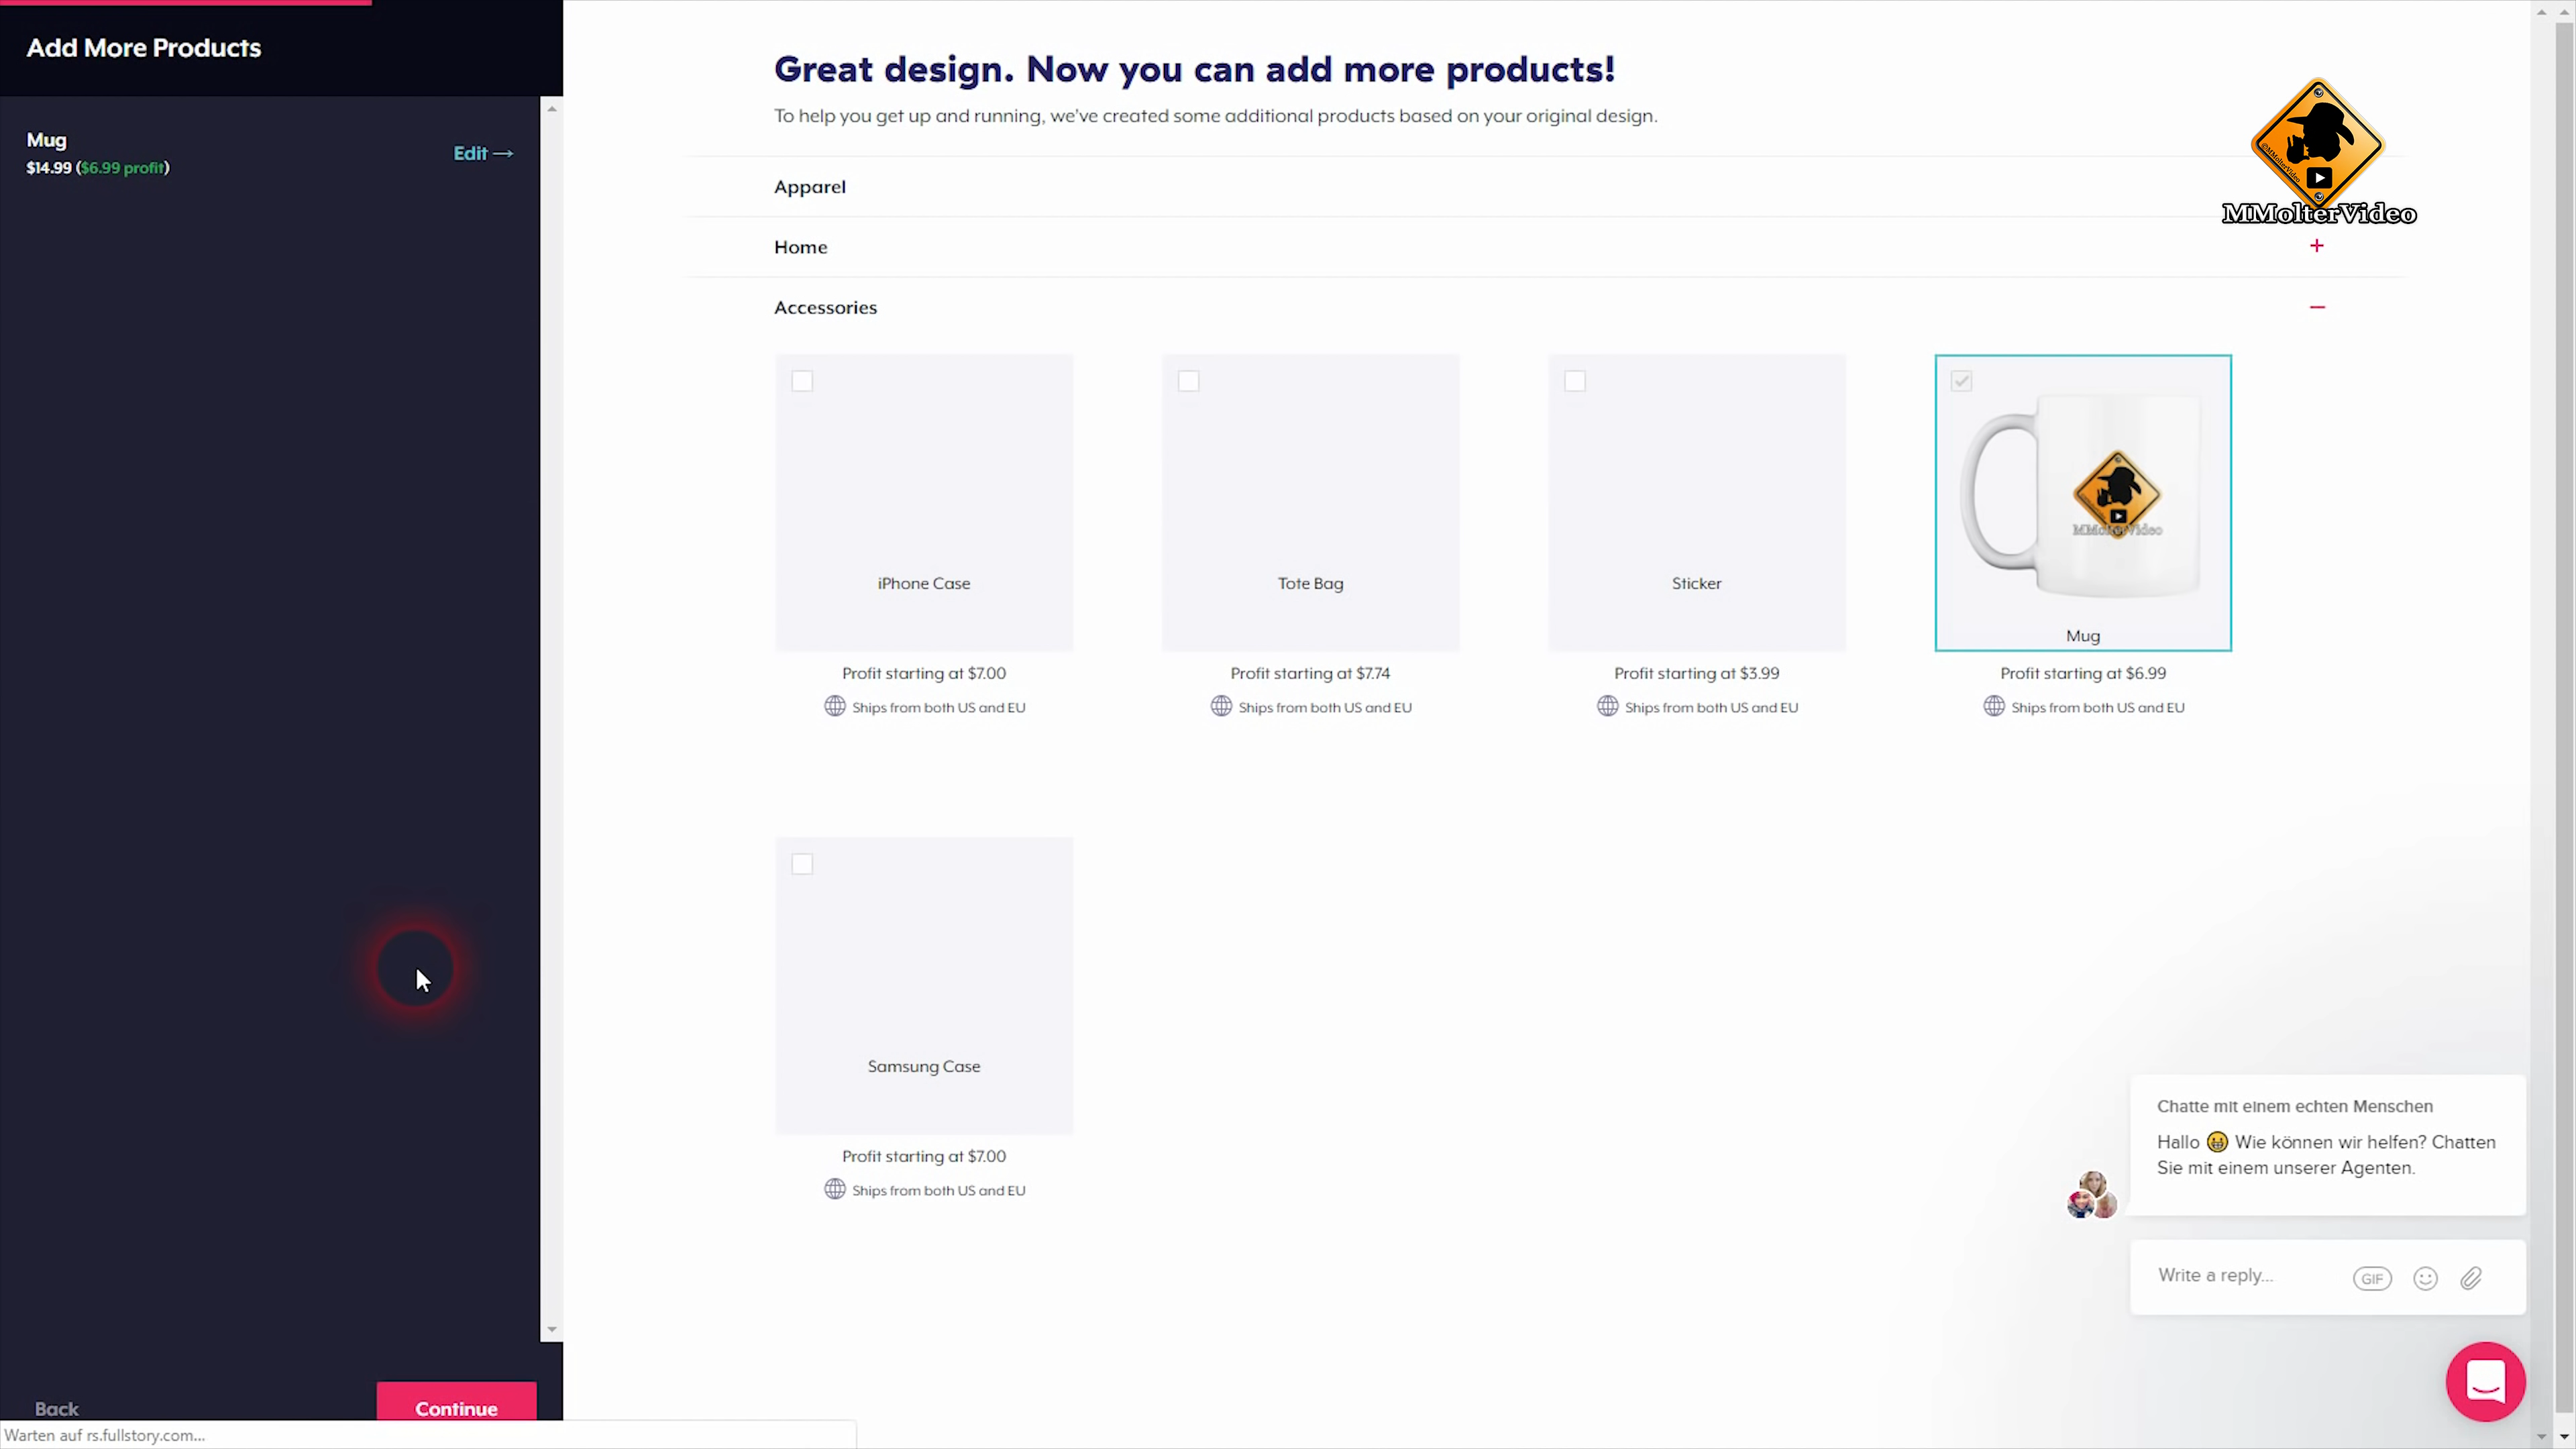 Add More Products
Mug
$14.99 ($6.99 profit)
Edit →
Back
Continue
Warten auf rs.fullstory.com...
Great design. Now you can add more products!
To help you get up and running, we've created some additional products based on your original design.
MMolterVideo
Apparel
Home
+
Accessories
–
iPhone Case
Profit starting at $7.00
Ships from both US and EU
Tote Bag
Profit starting at $7.74
Ships from both US and EU
Sticker
Profit starting at $3.99
Ships from both US and EU
MMolterVideo
Mug
Profit starting at $6.99
Ships from both US and EU
Samsung Case
Profit starting at $7.00
Ships from both US and EU
Chatte mit einem echten Menschen
Hallo 😀 Wie können wir helfen? Chatten
Sie mit einem unserer Agenten.
Write a reply...
GIF